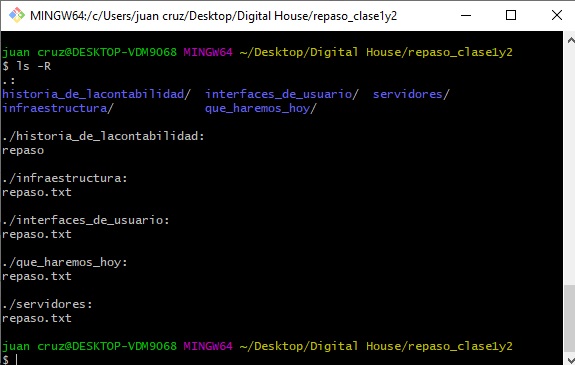 MINGW64:/c/Users/juan cruz/Desktop/Digital House/repaso_clase1y2
juan cruz@DESKTOP-VDM9068 MINGW64 ~/Desktop/Digital House/repaso_clase1y2
$ ls -R
.:
historia_de_lacontabilidad/  interfaces_de_usuario/  servidores/
infraestructura/             que_haremos_hoy/
./historia_de_lacontabilidad:
repaso
./infraestructura:
repaso.txt
./interfaces_de_usuario:
repaso.txt
./que_haremos_hoy:
repaso.txt
./servidores:
repaso.txt
juan cruz@DESKTOP-VDM9068 MINGW64 ~/Desktop/Digital House/repaso_clase1y2
$